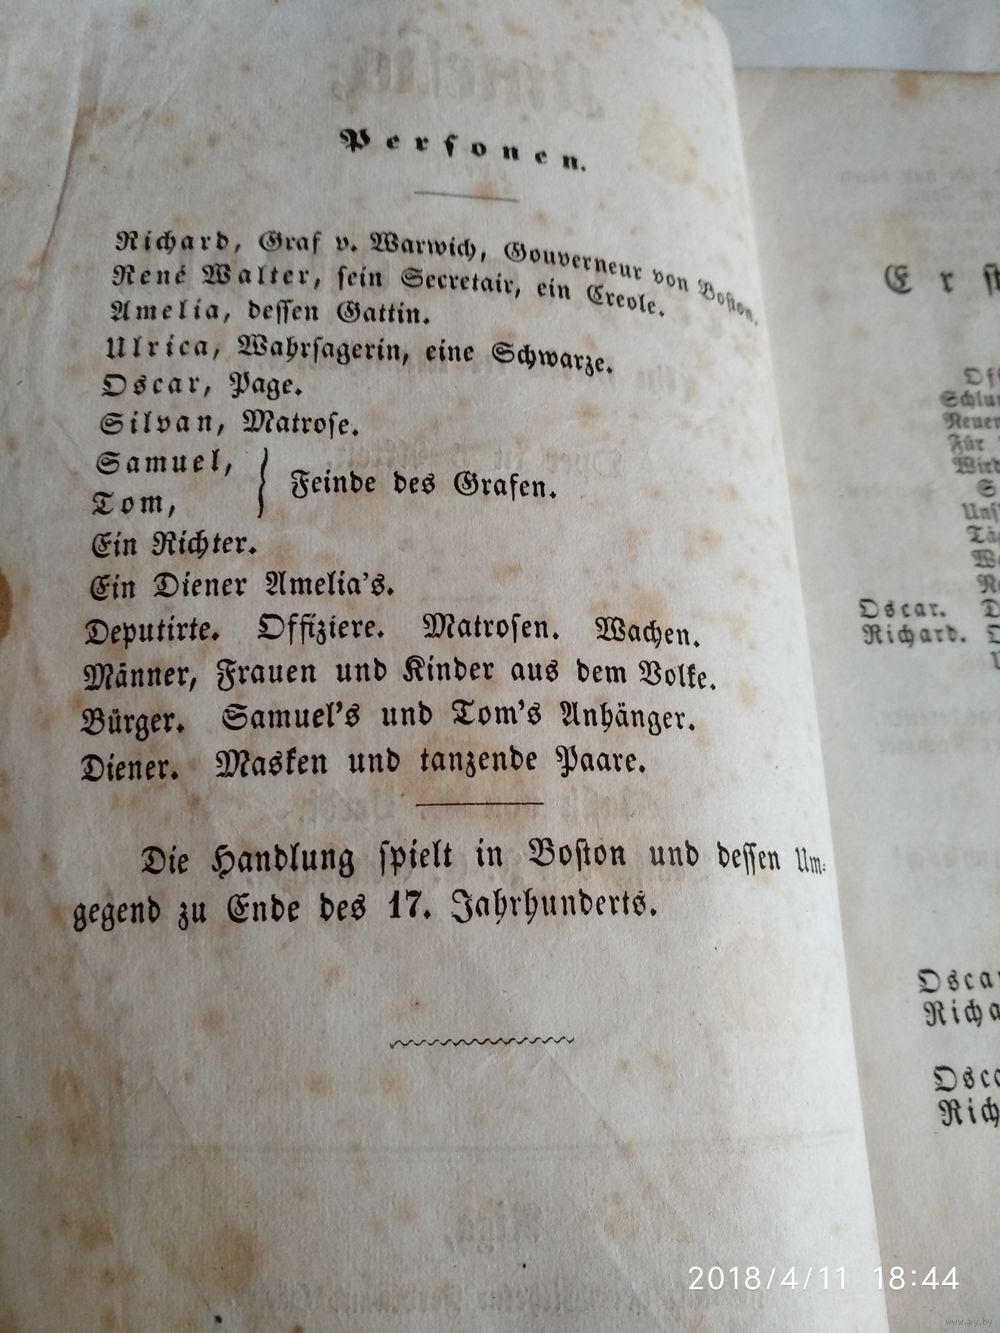 Personen.
Richard, Graf v. Warwich, Gouverneur von Boston.
René Walter, sein Secretair, ein Creole.
Amelia, dessen Gattin.
Ulrica, Wahrsagerin, eine Schwarze.
Oscar, Page.
Silvan, Matrose.
Samuel,
Tom,
Feinde des Grafen.
Ein Richter.
Ein Diener Amelia's.
Deputirte. Offiziere. Matrosen. Wachen.
Männer, Frauen und Kinder aus dem Volke.
Bürger. Samuel's und Tom's Anhänger.
Diener. Masken und tanzende Paare.
Die Handlung spielt in Boston und dessen Um-
gegend zu Ende des 17. Jahrhunderts.
Für
Oscar.
Richard.
2018/4/11 18:44
www.ay.by